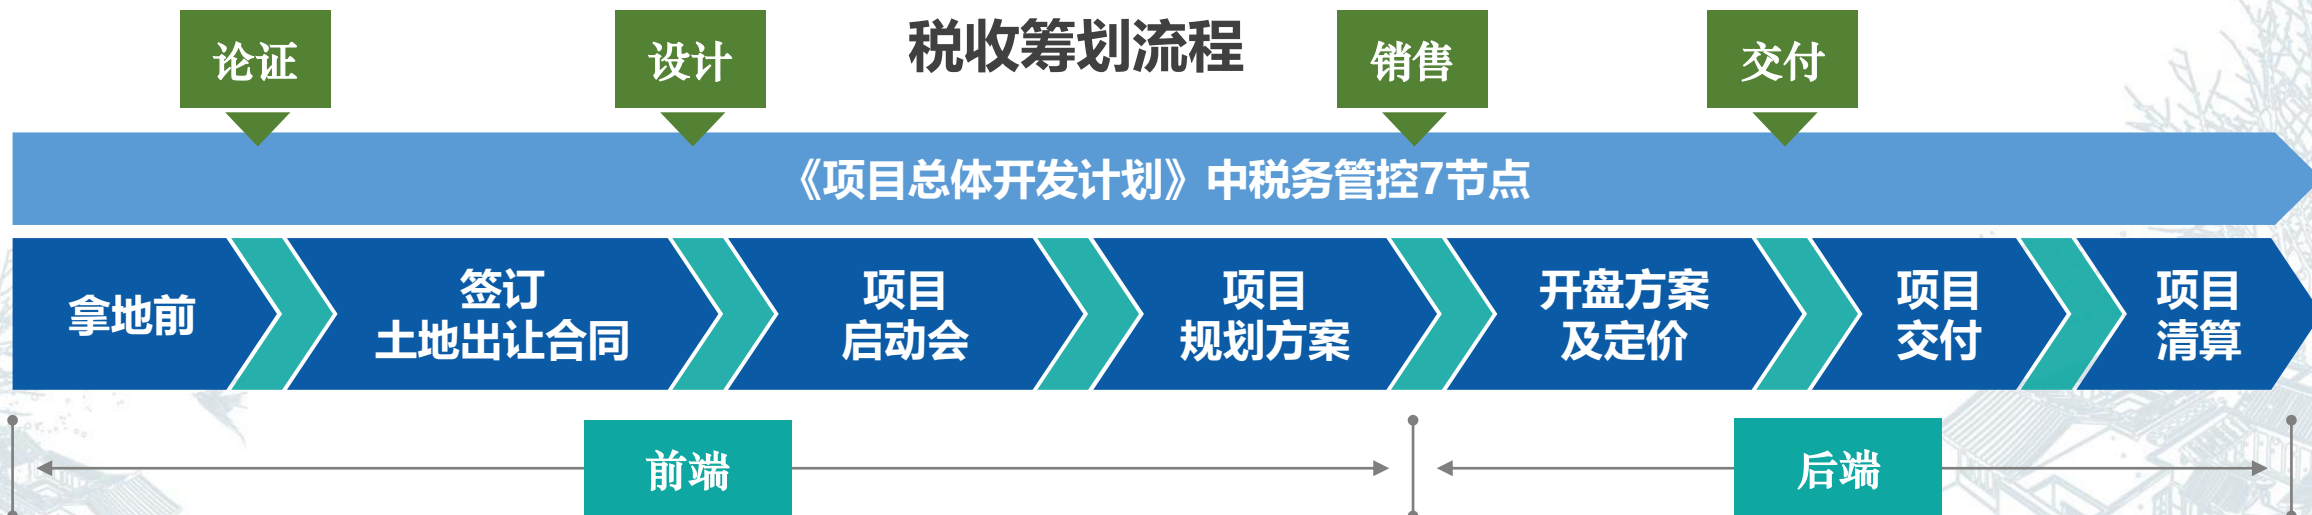 税收筹划流程
论证
设计
销售
交付
《项目总体开发计划》中税务管控7节点
拿地前
签订
土地出让合同
项目
启动会
项目
规划方案
开盘方案
及定价
项目
交付
项目
清算
前端
后端